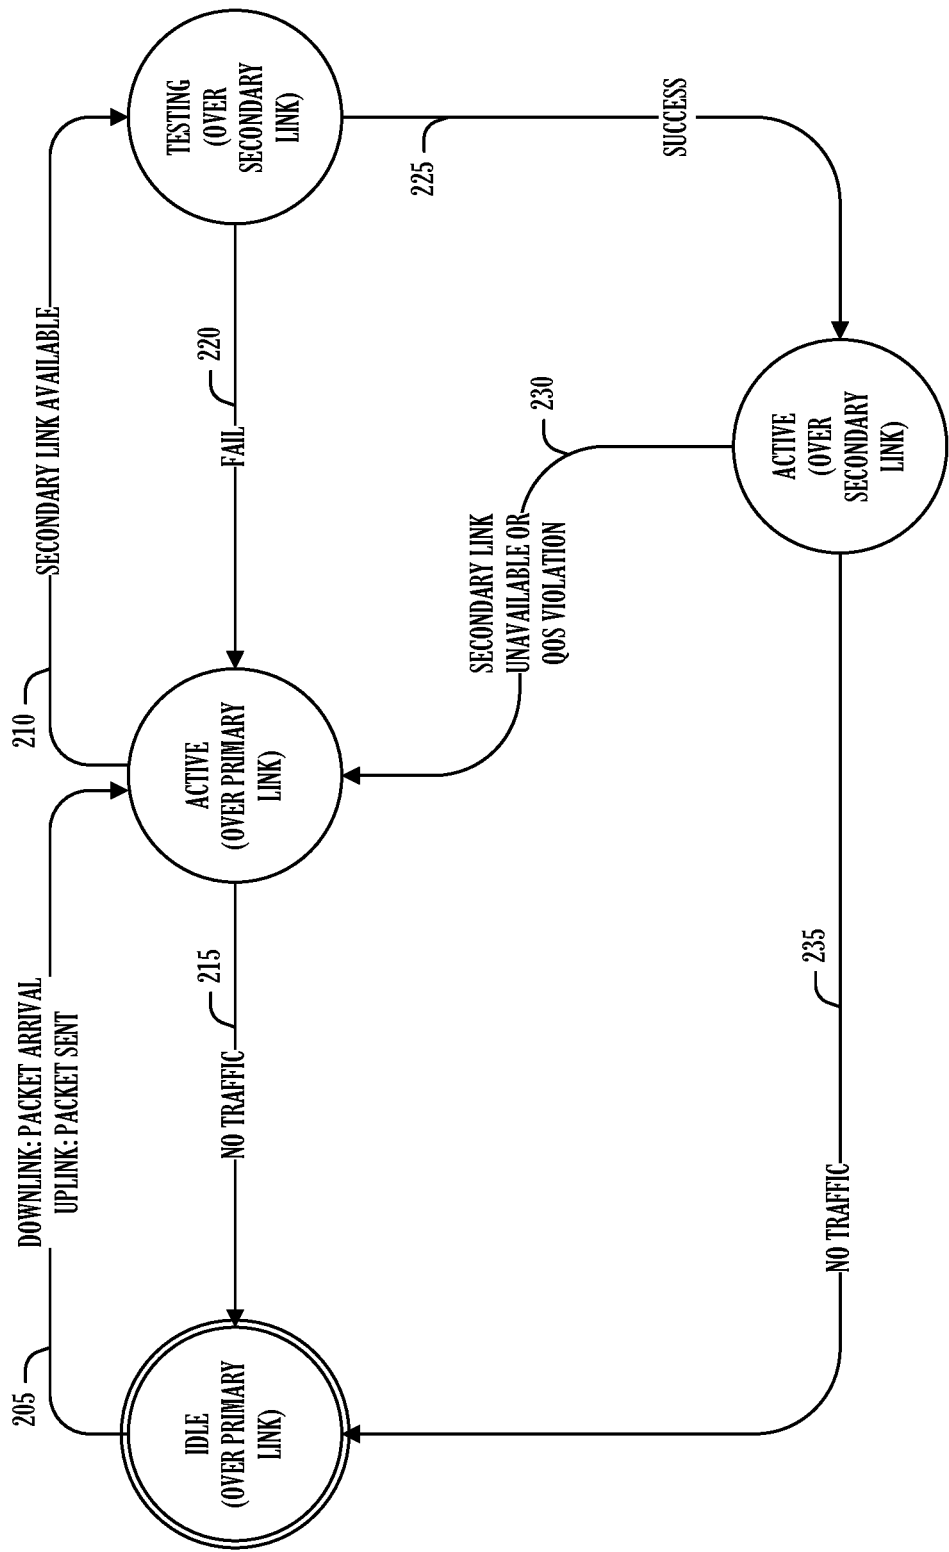 205
DOWNLINK: PACKET ARRIVAL
UPLINK: PACKET SENT
210
SECONDARY LINK AVAILABLE
IDLE
(OVER PRIMARY
LINK)
NO TRAFFIC
215
ACTIVE
(OVER PRIMARY
LINK)
FAIL
220
TESTING
(OVER
SECONDARY
LINK)
225
SUCCESS
SECONDARY LINK
UNAVAILABLE OR
QOS VIOLATION
230
ACTIVE
(OVER
SECONDARY
LINK)
NO TRAFFIC
235